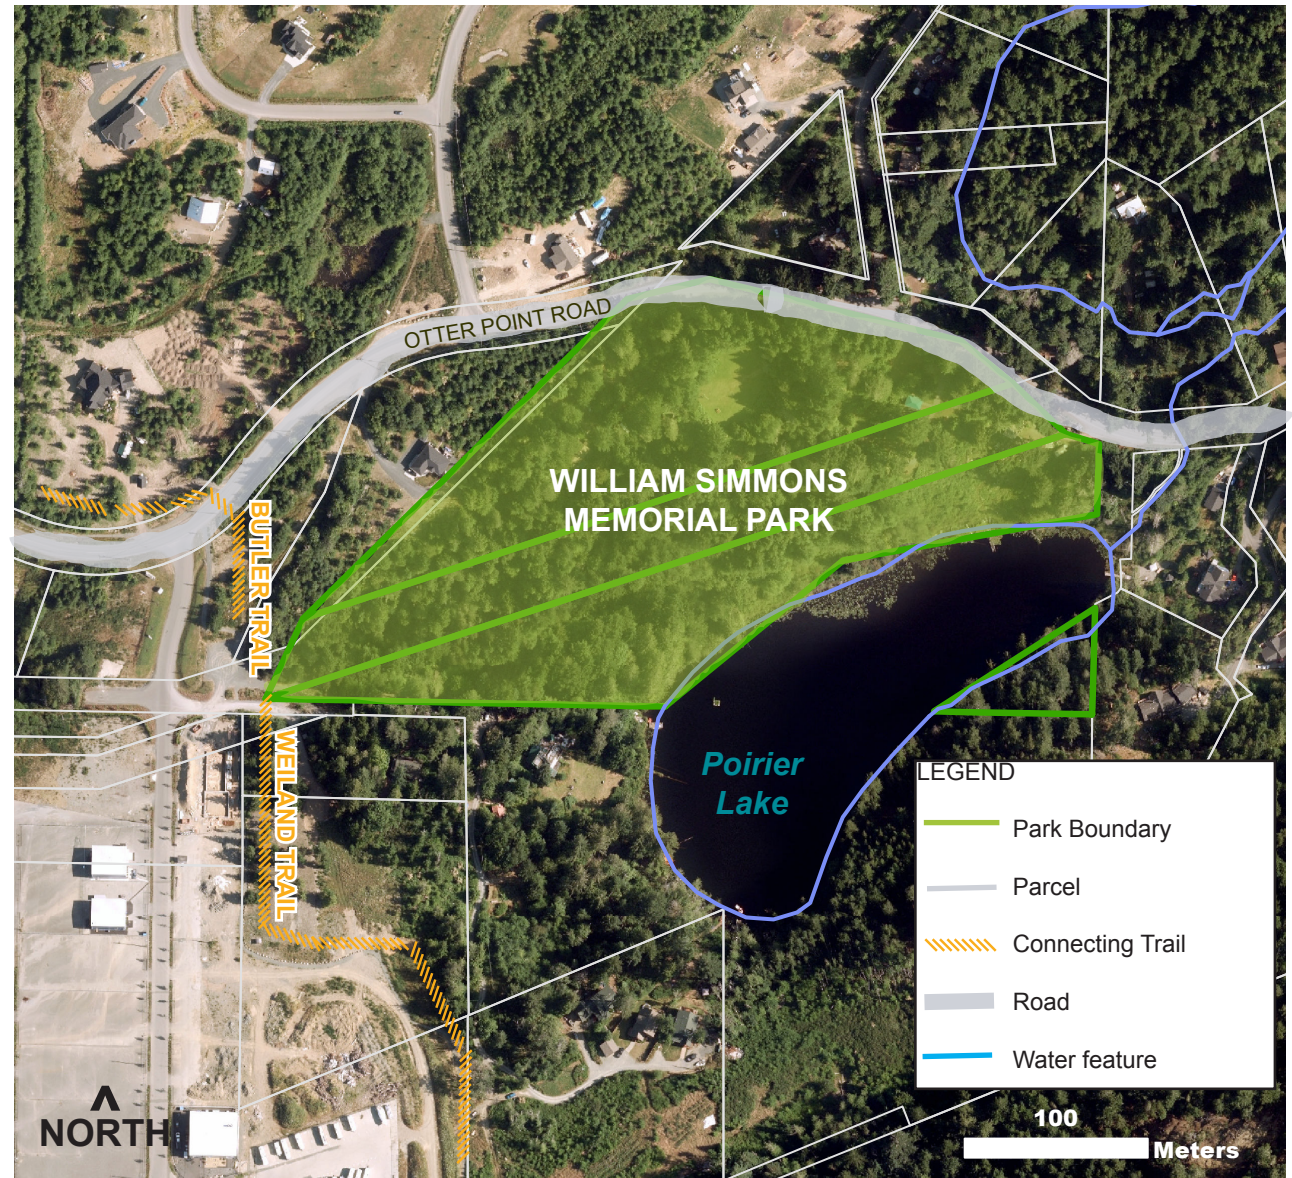 OTTER POINT ROAD
WILLIAM SIMMONS
MEMORIAL PARK
BUTLER TRAIL
WEILAND TRAIL
Poirier
Lake
LEGEND
Park Boundary
Parcel
Connecting Trail
Road
Water feature
NORTH
100
Meters